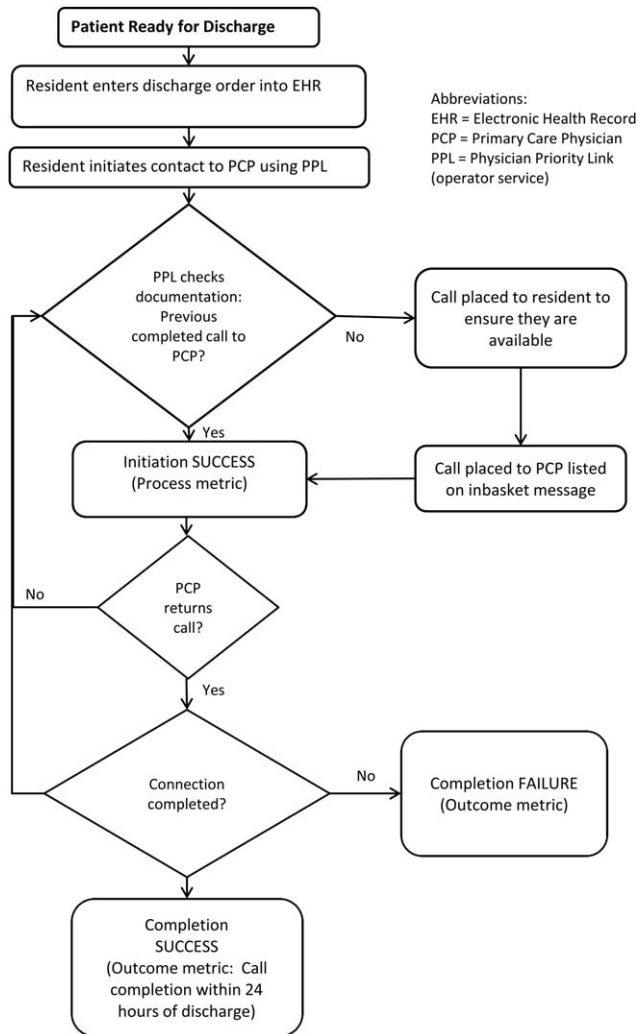 Patient Ready for Discharge
Resident enters discharge order into EHR
Abbreviations:
EHR = Electronic Health Record
PCP = Primary Care Physician
PPL = Physician Priority Link
(operator service)
Resident initiates contact to PCP using PPL
PPL checks
documentation:
Previous
completed call to
PCP?
No
Call placed to resident to
ensure they are
available
Yes
Initiation SUCCESS
(Process metric)
Call placed to PCP listed
on inbasket message
No
PCP
returns
call?
Yes
Connection
completed?
No
Completion FAILURE
(Outcome metric)
Completion
SUCCESS
(Outcome metric:  Call
completion within 24
hours of discharge)